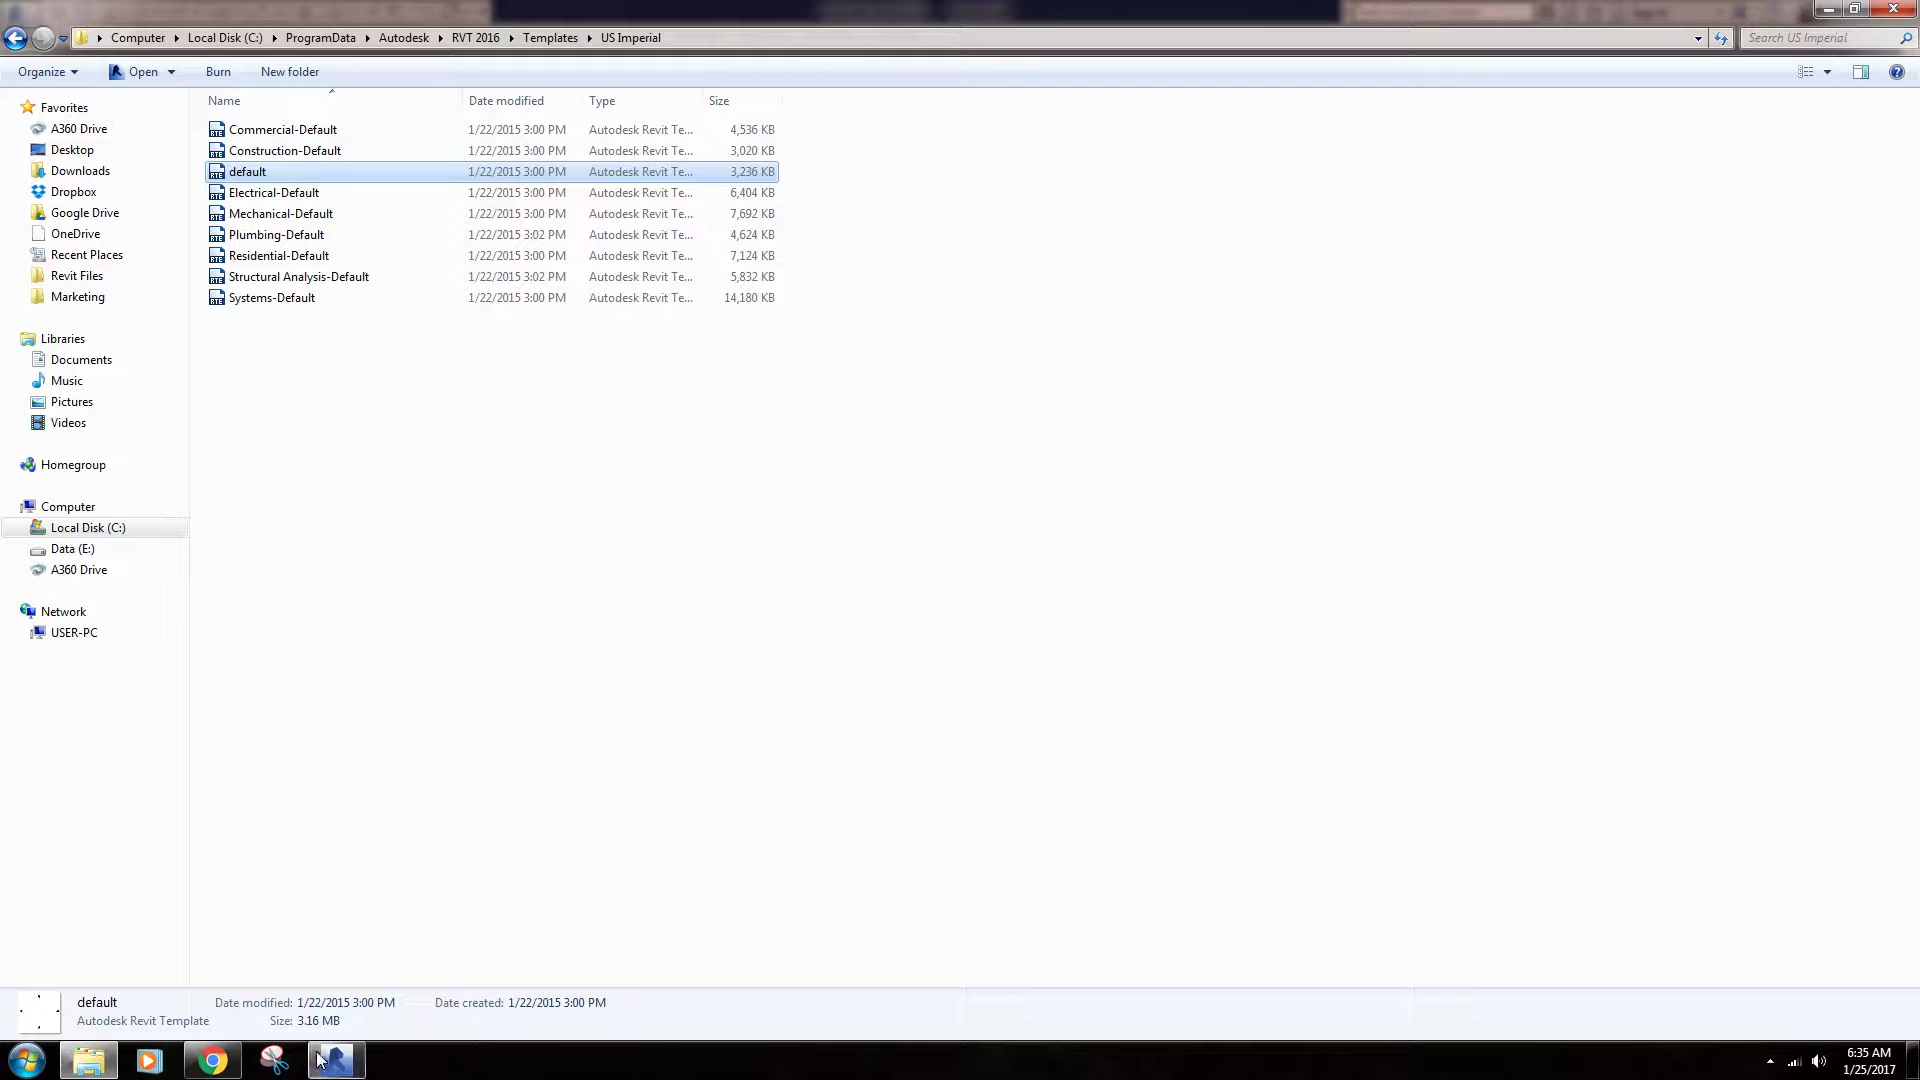 Computer Local Disk (C:) ProgramData Autodesk RVT 2016 Templates US Imperial Search US Imperial
Organize Open Burn New folder
Name Date modified Type Size
Favorites
A360 Drive
Desktop
Downloads
Dropbox
Google Drive
OneDrive
Recent Places
Revit Files
Marketing
Libraries
Documents
Music
Pictures
Videos
Homegroup
Computer
Local Disk (C:)
Data (E:)
A360 Drive
Network
USER-PC
RTE Commercial-Default 1/22/2015 3:00 PM Autodesk Revit Te... 4,536 KB
RTE Construction-Default 1/22/2015 3:00 PM Autodesk Revit Te... 3,020 KB
RTE default 1/22/2015 3:00 PM Autodesk Revit Te... 3,236 KB
RTE Electrical-Default 1/22/2015 3:00 PM Autodesk Revit Te... 6,404 KB
RTE Mechanical-Default 1/22/2015 3:00 PM Autodesk Revit Te... 7,692 KB
RTE Plumbing-Default 1/22/2015 3:02 PM Autodesk Revit Te... 4,624 KB
RTE Residential-Default 1/22/2015 3:00 PM Autodesk Revit Te... 7,124 KB
RTE Structural Analysis-Default 1/22/2015 3:02 PM Autodesk Revit Te... 5,832 KB
RTE Systems-Default 1/22/2015 3:00 PM Autodesk Revit Te... 14,180 KB
default Date modified: 1/22/2015 3:00 PM Date created: 1/22/2015 3:00 PM
Autodesk Revit Template Size: 3.16 MB
6:35 AM
1/25/2017